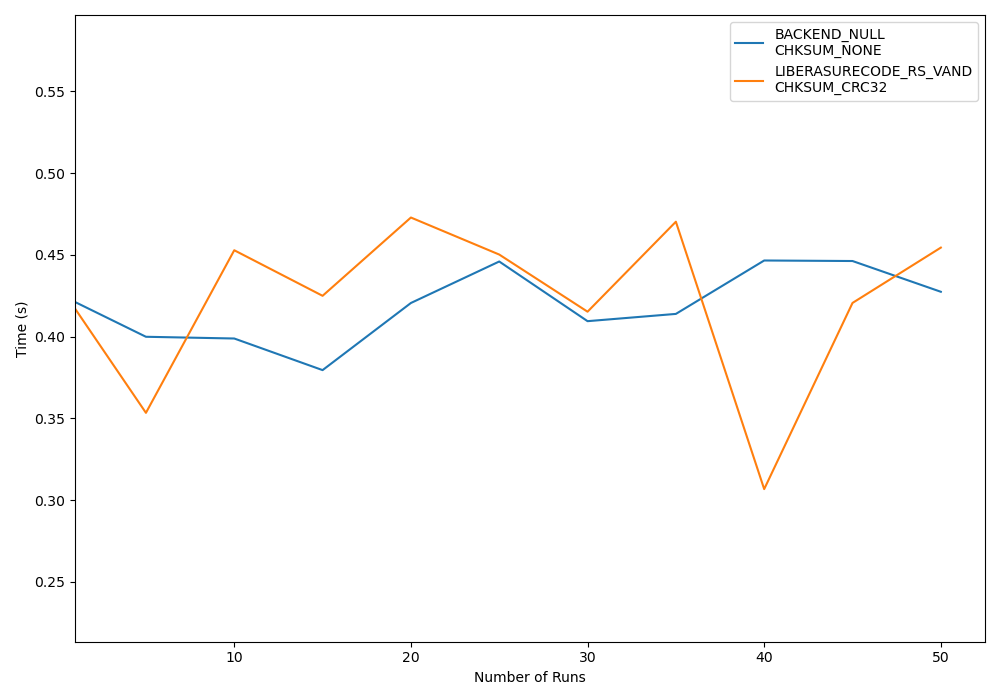 BACKEND_NULL
CHKSUM_NONE
LIBERASURECODE_RS_VAND
CHKSUM_CRC32
0.55
0.50
0.45
0.40
0.35
0.30
0.25
Time (s)
10 20 30 40 50
Number of Runs